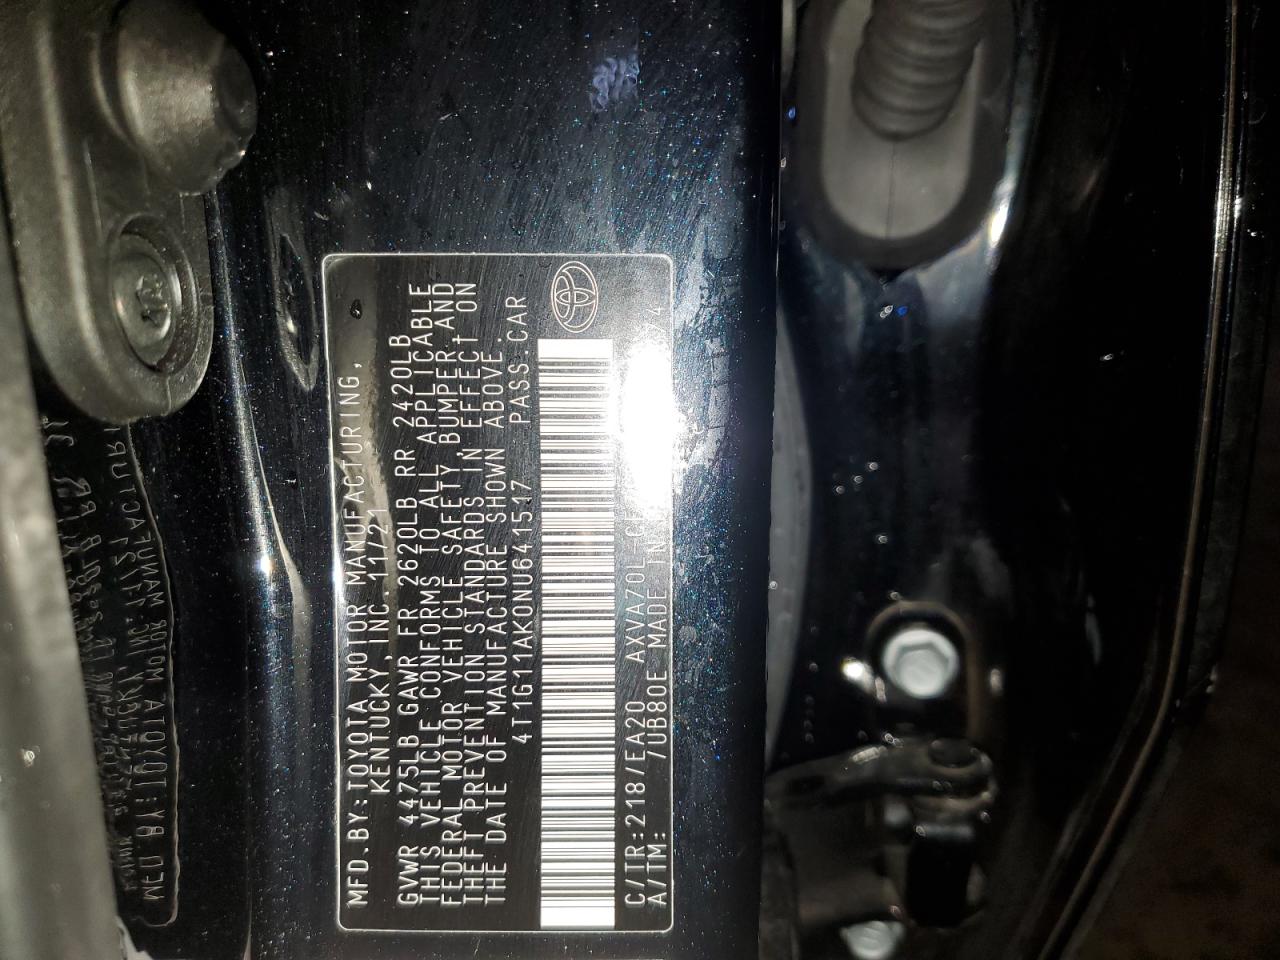 MFD.BY:TOYOTA MOTOR MANUFACTURING,
KENTUCKY, INC. 11/21
GVWR 4475LB GAWR FR 2620LB RR 2420LB
THIS VEHICLE CONFORMS TO ALL APPLICABLE
FEDERAL MOTOR VEHICLE SAFETY, BUMPER, AND
THEFT PREVENTION STANDARDS IN EFFECT ON
THE DATE OF MANUFACTURE SHOWN ABOVE.
4T1G11AK0NU641517 PASS.CAR
C/TR:218/EA20 AXVA70L
A/TM: 7UB80E MADE IN